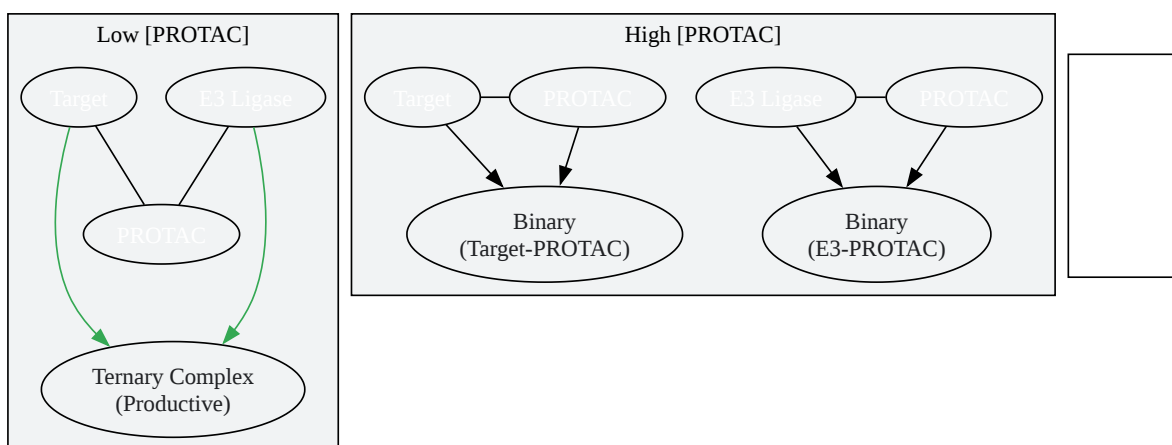 Low [PROTAC]
Target
E3 Ligase
PROTAC
Ternary Complex
(Productive)
High [PROTAC]
Target
PROTAC
E3 Ligase
PROTAC
Binary
(Target-PROTAC)
Binary
(E3-PROTAC)